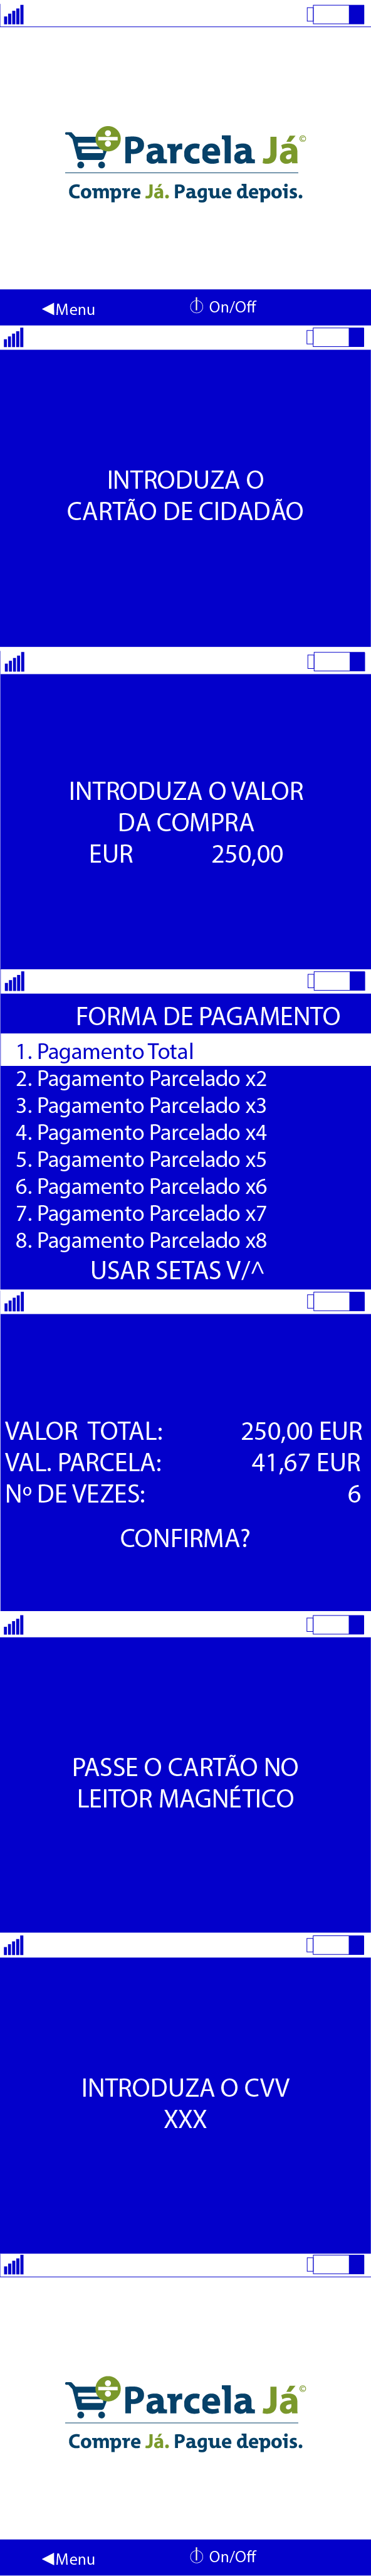 Parcela Já©
Compre Já. Pague depois.
Menu On/Off
INTRODUZA O
CARTÃO DE CIDADÃO
INTRODUZA O VALOR
DA COMPRA
EUR 250,00
FORMA DE PAGAMENTO
1. Pagamento Total
2. Pagamento Parcelado x2
3. Pagamento Parcelado x3
4. Pagamento Parcelado x4
5. Pagamento Parcelado x5
6. Pagamento Parcelado x6
7. Pagamento Parcelado x7
8. Pagamento Parcelado x8
USAR SETAS V/^
VALOR TOTAL: 250,00 EUR
VAL. PARCELA: 41,67 EUR
Nº DE VEZES: 6
CONFIRMA?
PASSE O CARTÃO NO
LEITOR MAGNÉTICO
INTRODUZA O CVV
XXX
Parcela Já©
Compre Já. Pague depois.
Menu On/Off